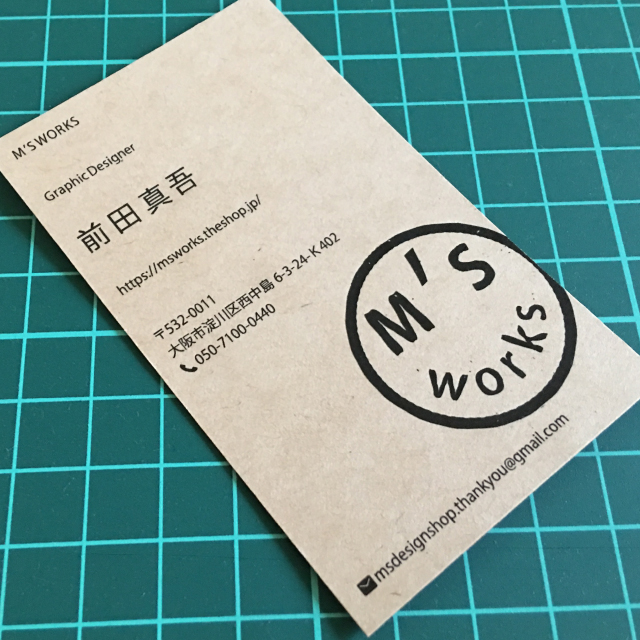 M'S WORKS
Graphic Designer
前田真吾
https://msworks.theshop.jp/
〒532-0011
大阪市淀川区西中島 6-3-24-K 402
050-7100-0440
M'S
works
msdesignshop.thankyou@gmail.com